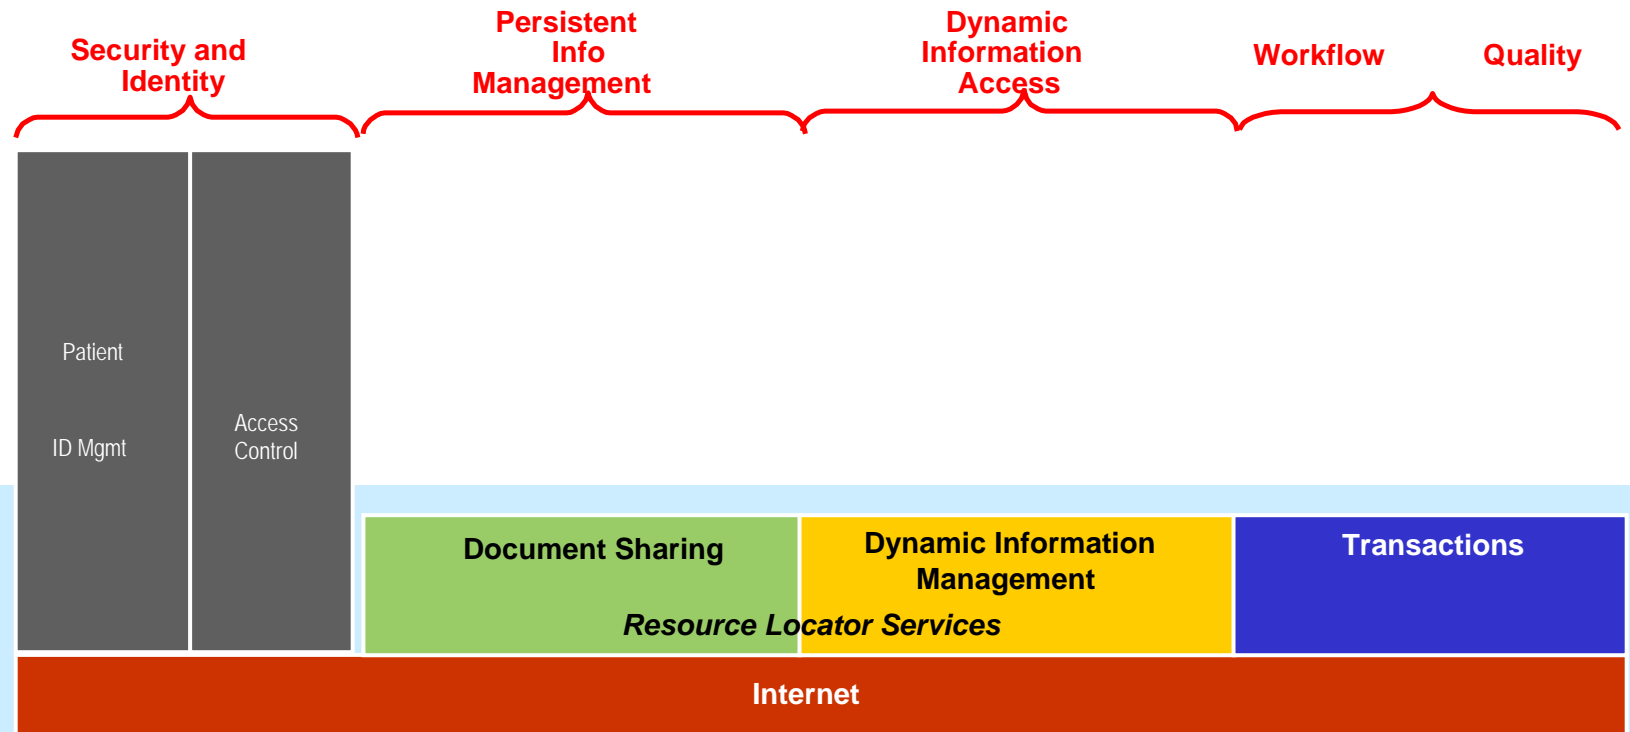 Security and
Identity
Persistent
Info
Management
Dynamic
Information
Access
Workflow
Quality
Patient
ID Mgmt
Access
Control
Document Sharing
Dynamic Information
Management
Transactions
Resource Locator Services
Internet